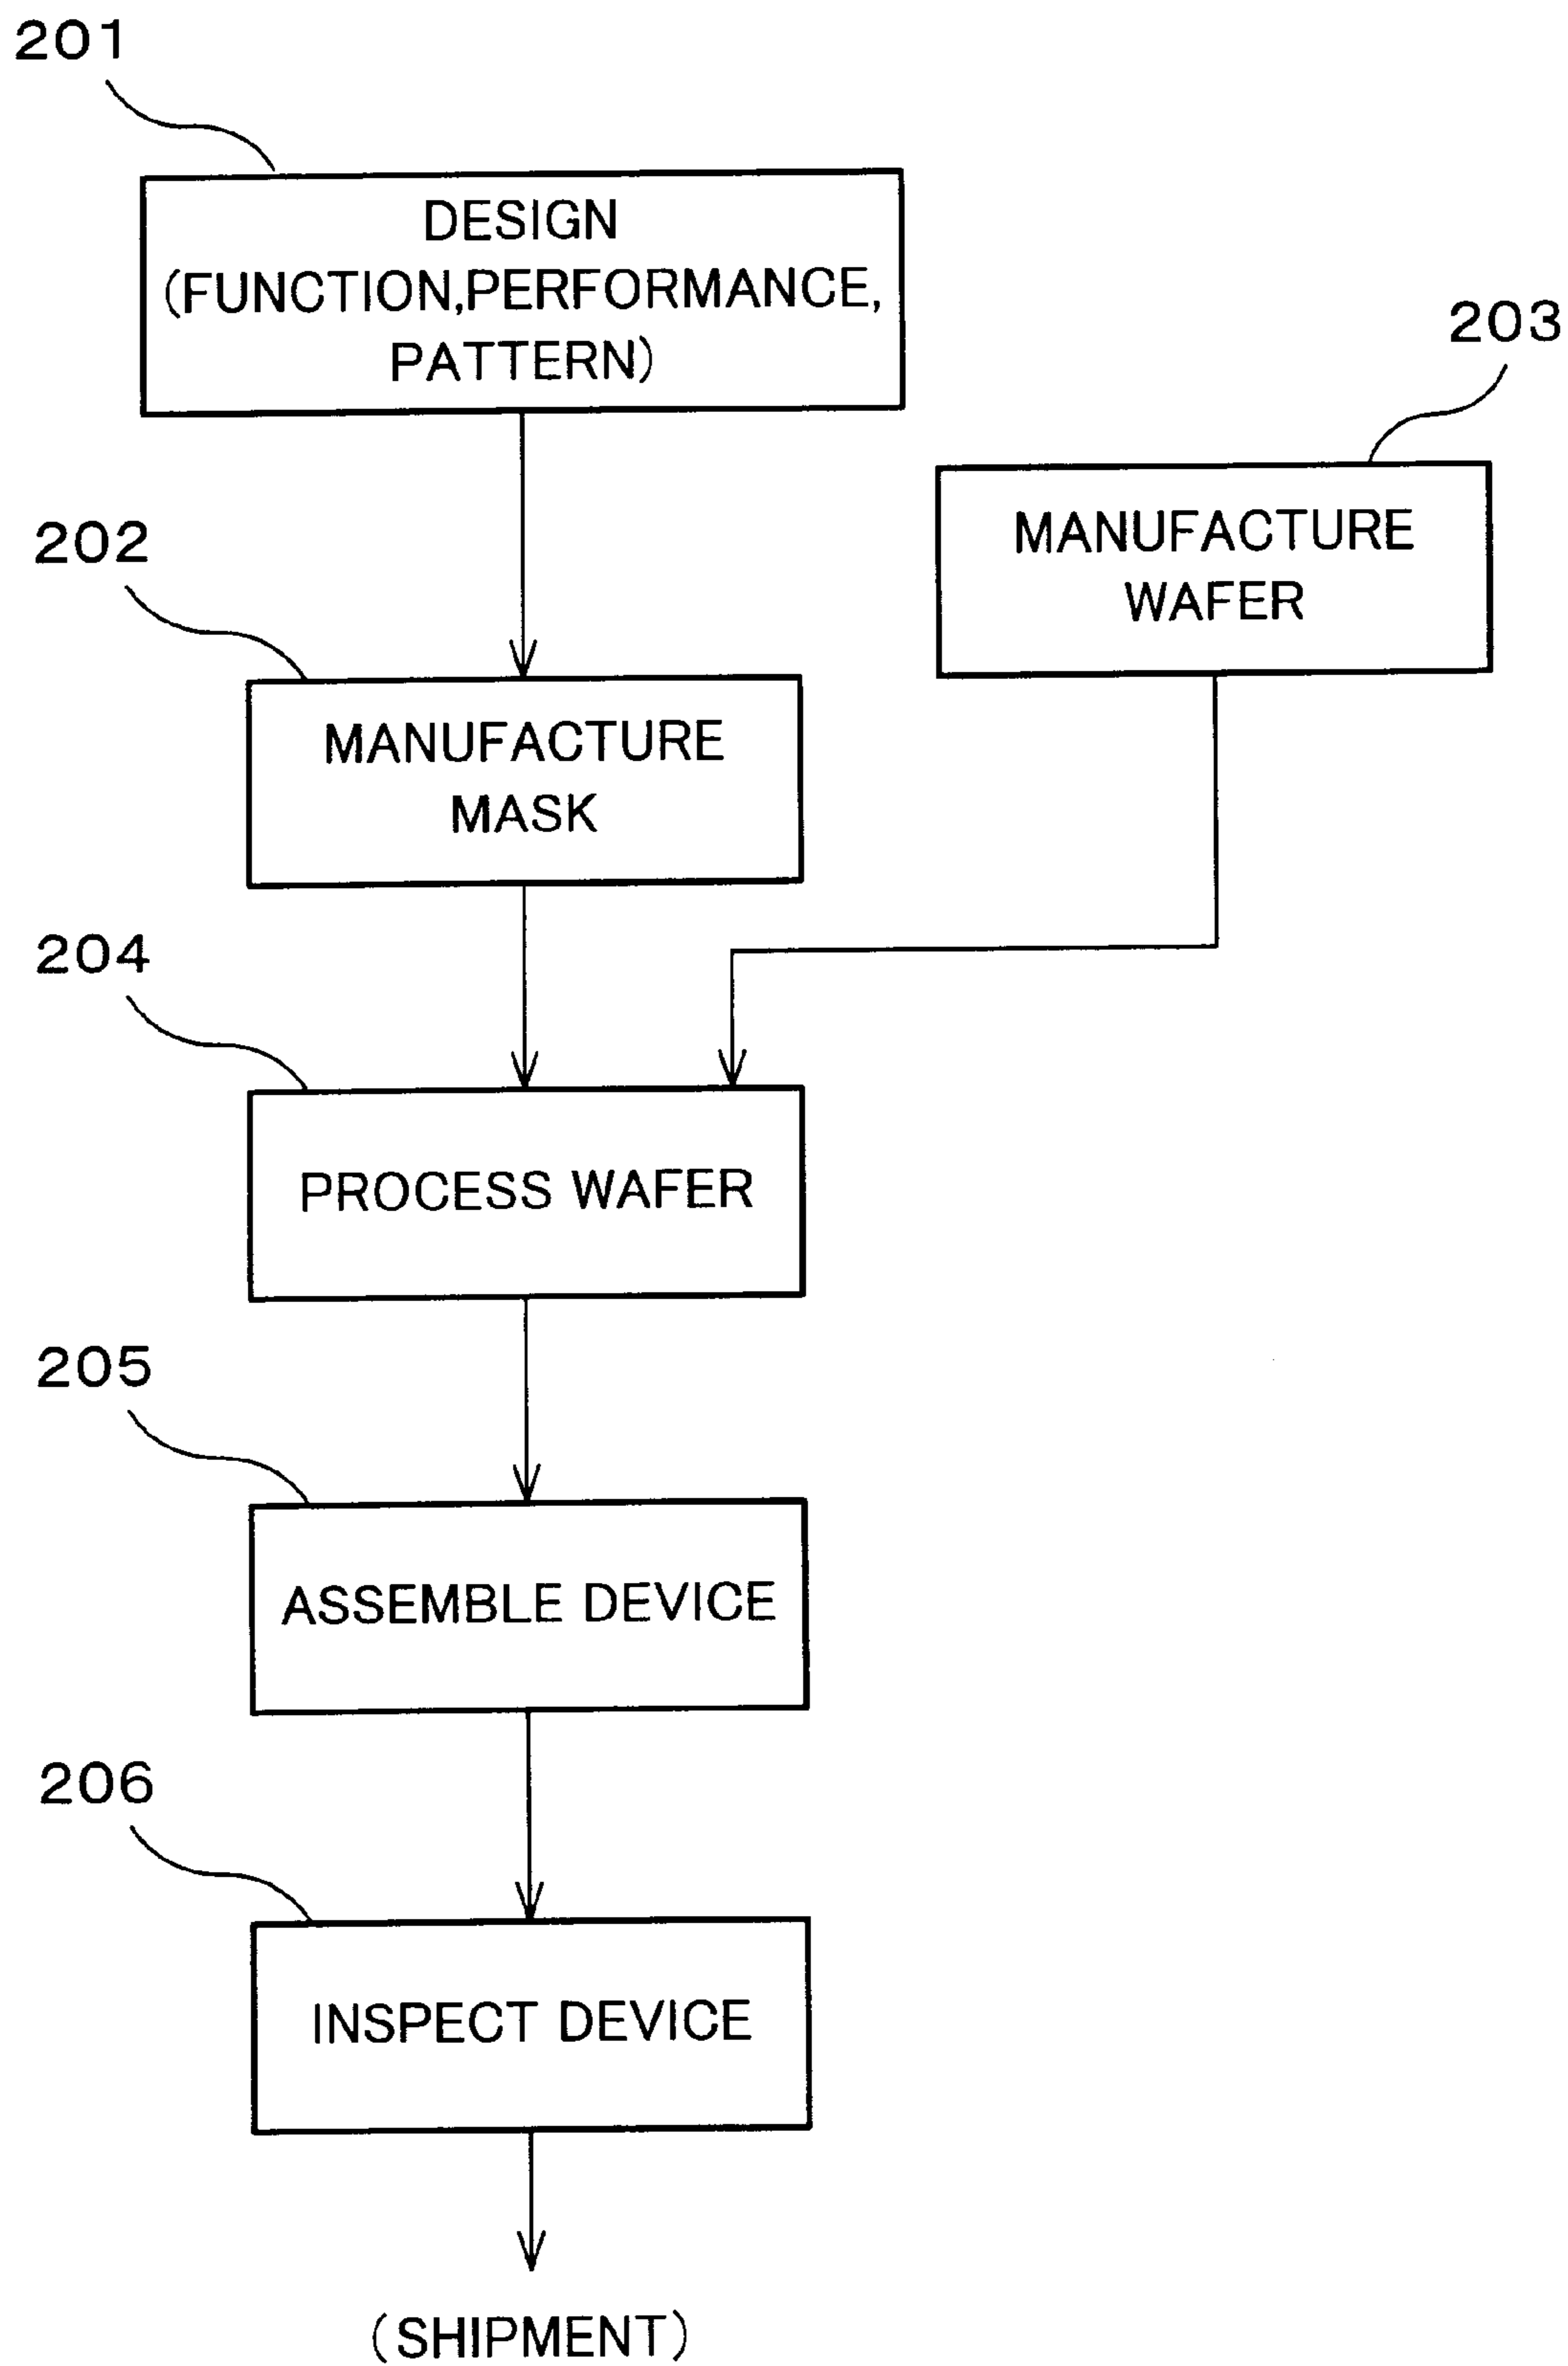 201
DESIGN
(FUNCTION,PERFORMANCE,
PATTERN)
203
MANUFACTURE
WAFER
202
MANUFACTURE
MASK
204
PROCESS WAFER
205
ASSEMBLE DEVICE
206
INSPECT DEVICE
(SHIPMENT)